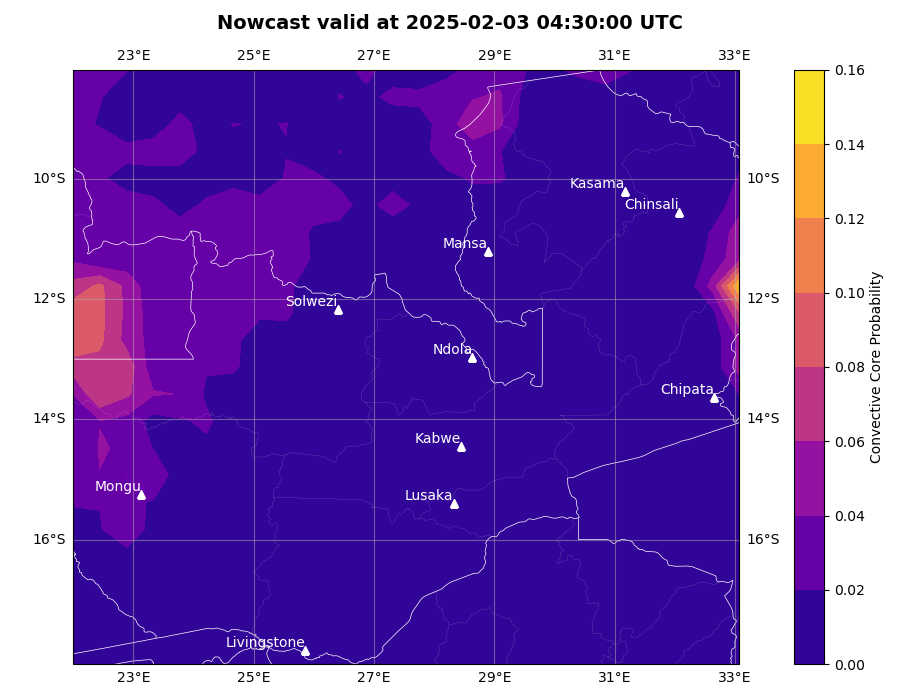 Nowcast valid at 2025-02-03 04:30:00 UTC
23°E 25°E 27°E 29°E 31°E 33°E
0.16
0.14
0.12
0.10
0.08
0.06
0.04
0.02
0.00
Convective Core Probability
10°S 10°S
12°S 12°S
14°S 14°S
16°S 16°S
Kasama
Chinsali
Mansa
Solwezi
Ndola
Chipata
Kabwe
Mongu
Lusaka
Livingstone
23°E 25°E 27°E 29°E 31°E 33°E